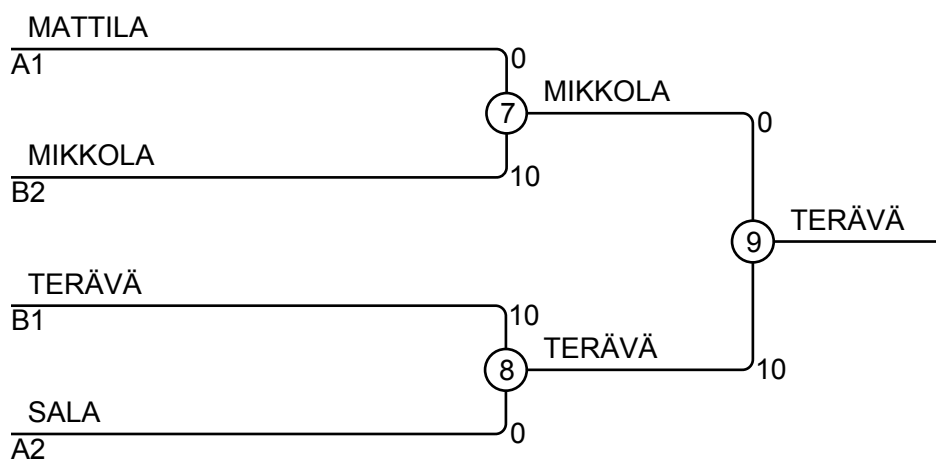 MATTILA
A1
0
7
MIKKOLA
0
MIKKOLA
B2
10
9
TERÄVÄ
TERÄVÄ
B1
10
8
TERÄVÄ
10
SALA
A2
0